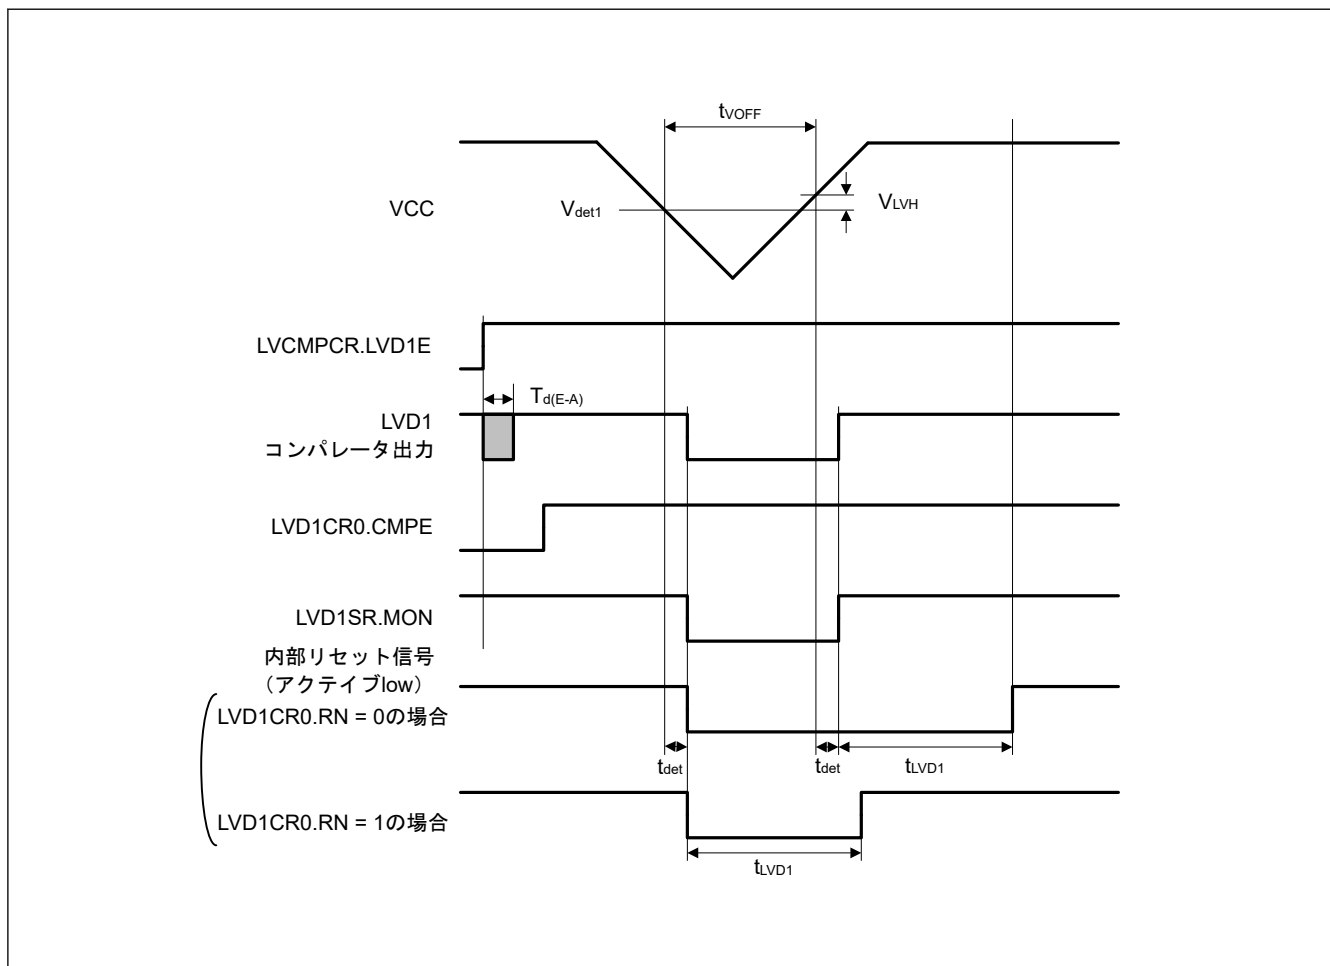 tVOFF
VCC
Vdet1
VLVH
LVCMPCR.LVD1E
Td(E-A)
LVD1
コンパレータ出力
LVD1CR0.CMPE
LVD1SR.MON
内部リセット信号
（アクテイブlow）
LVD1CR0.RN = 0の場合
tdet
tdet
tLVD1
LVD1CR0.RN = 1の場合
tLVD1